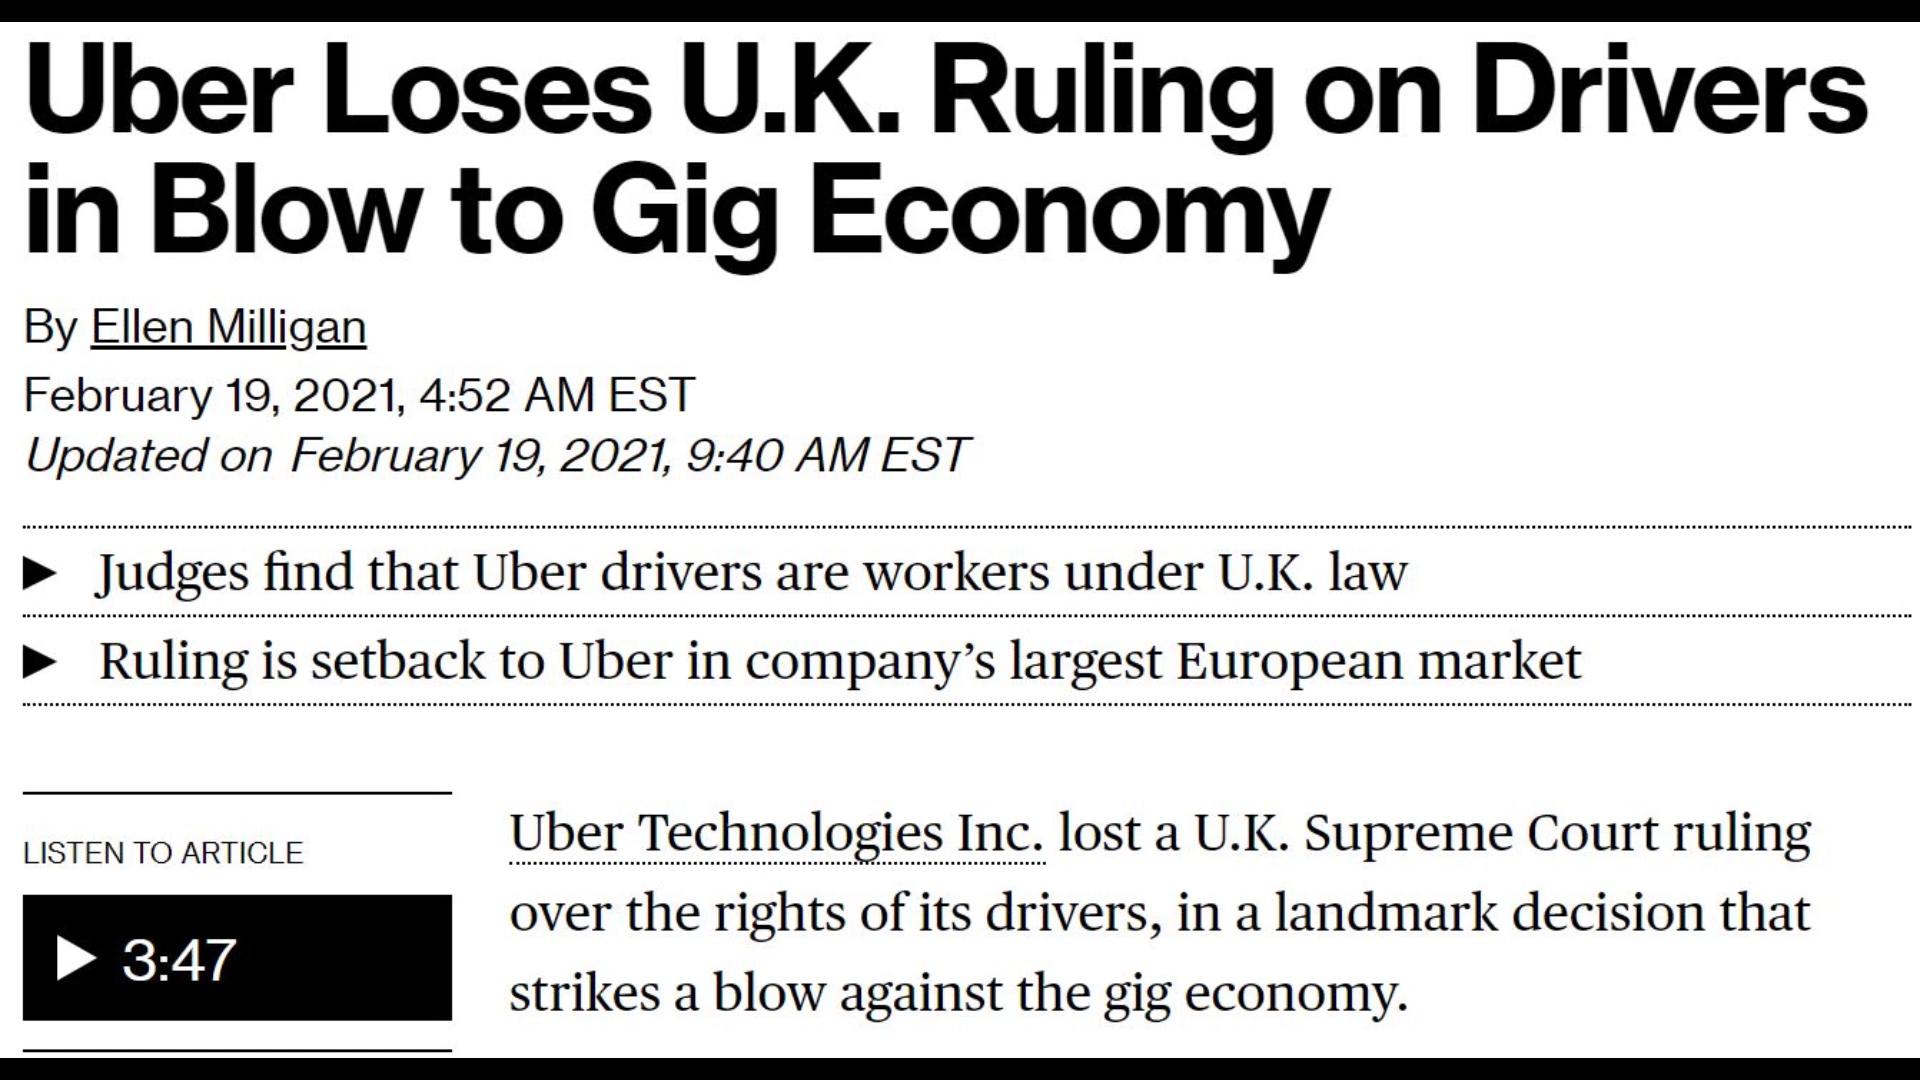 Uber Loses U.K. Ruling on Drivers
in Blow to Gig Economy
By Ellen Milligan
February 19, 2021, 4:52 AM EST
Updated on February 19, 2021, 9:40 AM EST
Judges find that Uber drivers are workers under U.K. law
Ruling is setback to Uber in company’s largest European market
LISTEN TO ARTICLE
3:47
Uber Technologies Inc. lost a U.K. Supreme Court ruling
over the rights of its drivers, in a landmark decision that
strikes a blow against the gig economy.